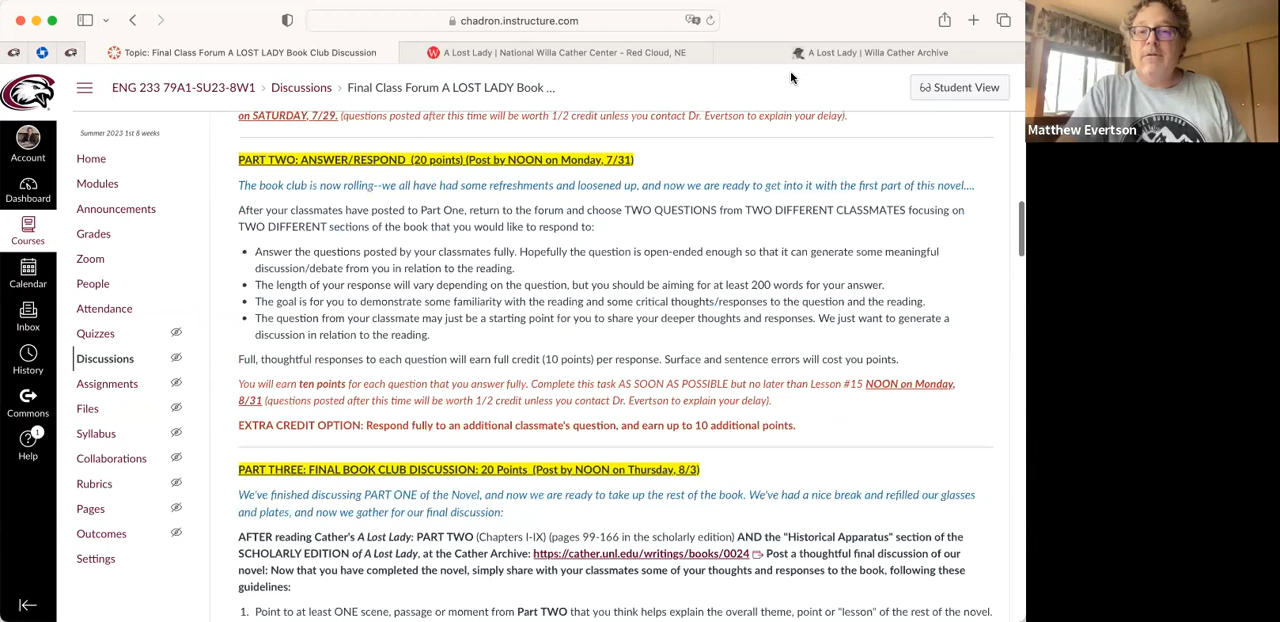 chadron.instructure.com
Topic: Final Class Forum A LOST LADY Book Club Discussion
A Lost Lady | National Willa Cather Center - Red Cloud, NE
A Lost Lady | Willa Cather Archive
ENG 233 79A1-SU23-8W1 › Discussions › Final Class Forum A LOST LADY Book ...
Student View
Matthew Evertson
Account
Dashboard
Courses
Calendar
Inbox
History
Commons
1
Help
Summer 2023 1st 8 weeks
Home
Modules
Announcements
Grades
Zoom
People
Attendance
Quizzes
Discussions
Assignments
Files
Syllabus
Collaborations
Rubrics
Pages
Outcomes
Settings
on SATURDAY, 7/29. (questions posted after this time will be worth 1/2 credit unless you contact Dr. Evertson to explain your delay).
PART TWO: ANSWER/RESPOND (20 points) (Post by NOON on Monday, 7/31)
The book club is now rolling--we all have had some refreshments and loosened up, and now we are ready to get into it with the first part of this novel....
After your classmates have posted to Part One, return to the forum and choose TWO QUESTIONS from TWO DIFFERENT CLASSMATES focusing on
TWO DIFFERENT sections of the book that you would like to respond to:
• Answer the questions posted by your classmates fully. Hopefully the question is open-ended enough so that it can generate some meaningful
discussion/debate from you in relation to the reading.
• The length of your response will vary depending on the question, but you should be aiming for at least 200 words for your answer.
• The goal is for you to demonstrate some familiarity with the reading and some critical thoughts/responses to the question and the reading.
• The question from your classmate may just be a starting point for you to share your deeper thoughts and responses. We just want to generate a
discussion in relation to the reading.
Full, thoughtful responses to each question will earn full credit (10 points) per response. Surface and sentence errors will cost you points.
You will earn ten points for each question that you answer fully. Complete this task AS SOON AS POSSIBLE but no later than Lesson #15 NOON on Monday,
8/31 (questions posted after this time will be worth 1/2 credit unless you contact Dr. Evertson to explain your delay).
EXTRA CREDIT OPTION: Respond fully to an additional classmate's question, and earn up to 10 additional points.
PART THREE: FINAL BOOK CLUB DISCUSSION: 20 Points (Post by NOON on Thursday, 8/3)
We've finished discussing PART ONE of the Novel, and now we are ready to take up the rest of the book. We've had a nice break and refilled our glasses
and plates, and now we gather for our final discussion:
AFTER reading Cather's A Lost Lady: PART TWO (Chapters I-IX) (pages 99-166 in the scholarly edition) AND the "Historical Apparatus" section of the
SCHOLARLY EDITION of A Lost Lady, at the Cather Archive: https://cather.unl.edu/writings/books/0024 Post a thoughtful final discussion of our
novel: Now that you have completed the novel, simply share with your classmates some of your thoughts and responses to the book, following these
guidelines:
1. Point to at least ONE scene, passage or moment from Part TWO that you think helps explain the overall theme, point or "lesson" of the rest of the novel.